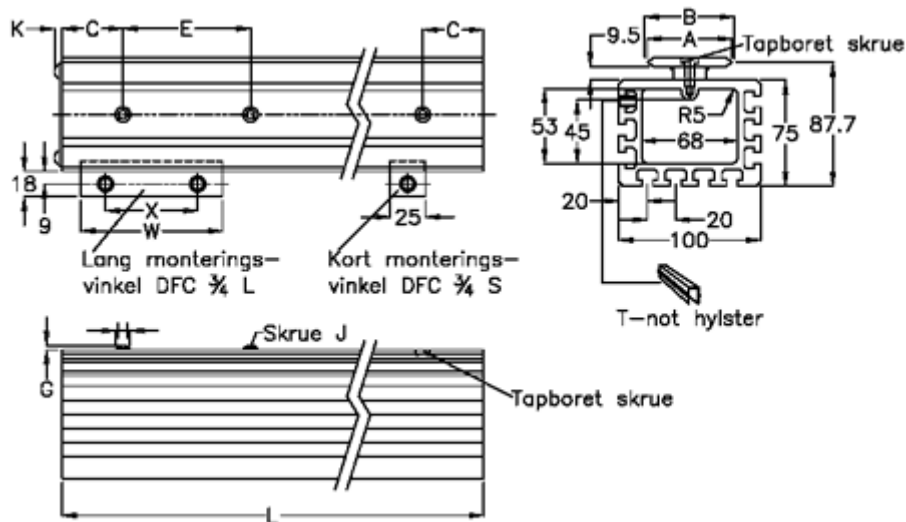 K C E C
18
9
X
W
25
Lang monterings-
vinkel DFC ¾ L
Kort monterings-
vinkel DFC ¾ S
B
A
9.5
Tapboret skrue
53
45
R5
68
75
87.7
20
20
100
T-not hylster
Skrue J
G
Tapboret skrue
L